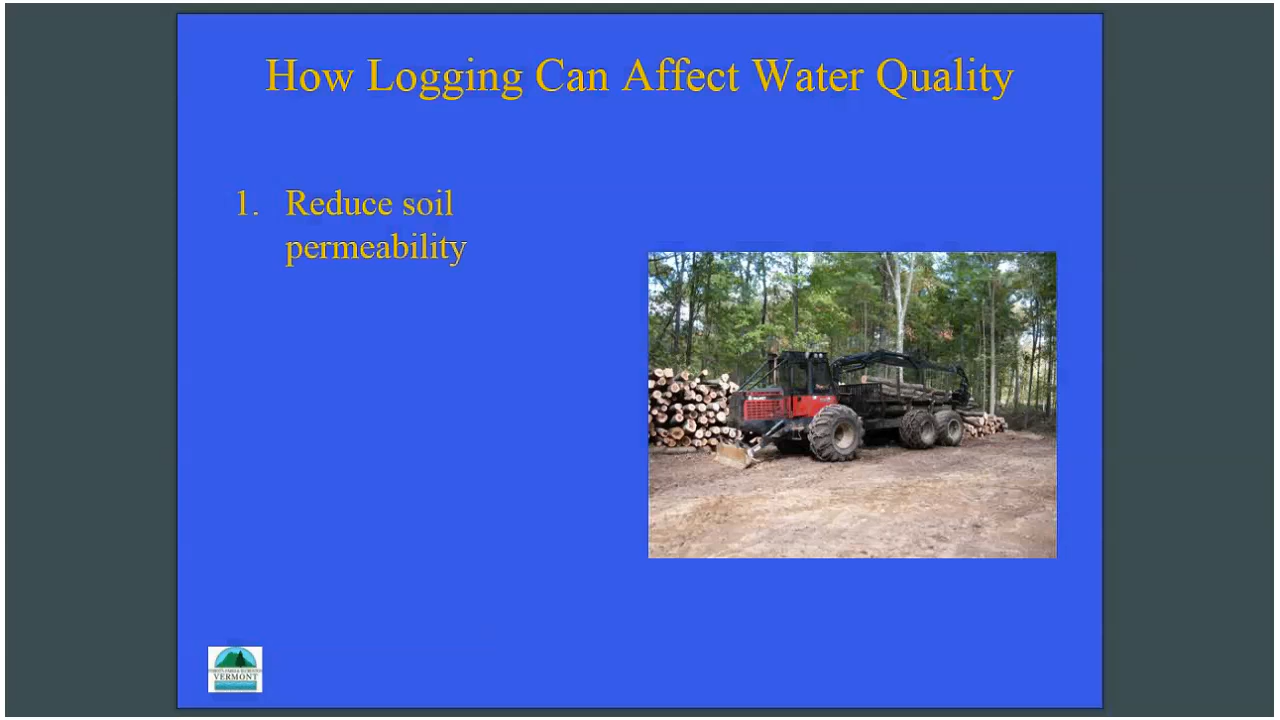 How Logging Can Affect Water Quality
1. Reduce soil
permeability
VERMONT